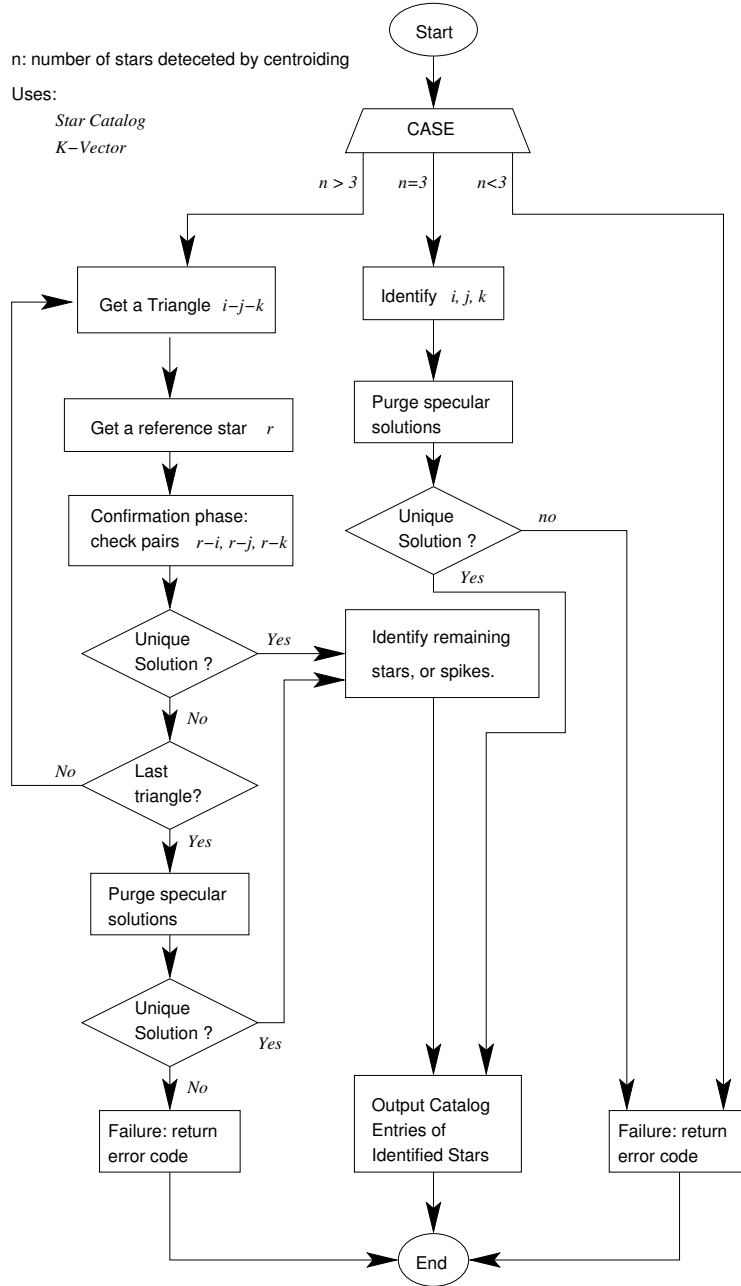 Start
n: number of stars deteceted by centroiding
Uses:
Star Catalog
K−Vector
CASE
n > 3
n=3
n<3
Get a Triangle i−j−k
Identify i, j, k
Get a reference star r
Purge specular
solutions
Confirmation phase:
check pairs r−i, r−j, r−k
Unique
Solution ?
no
Yes
Unique
Solution ?
Yes
No
Identify remaining
stars, or spikes.
Last
triangle?
No
Yes
Purge specular
solutions
Unique
Solution ?
Yes
No
Failure: return
error code
Output Catalog
Entries of
Identified Stars
Failure: return
error code
End